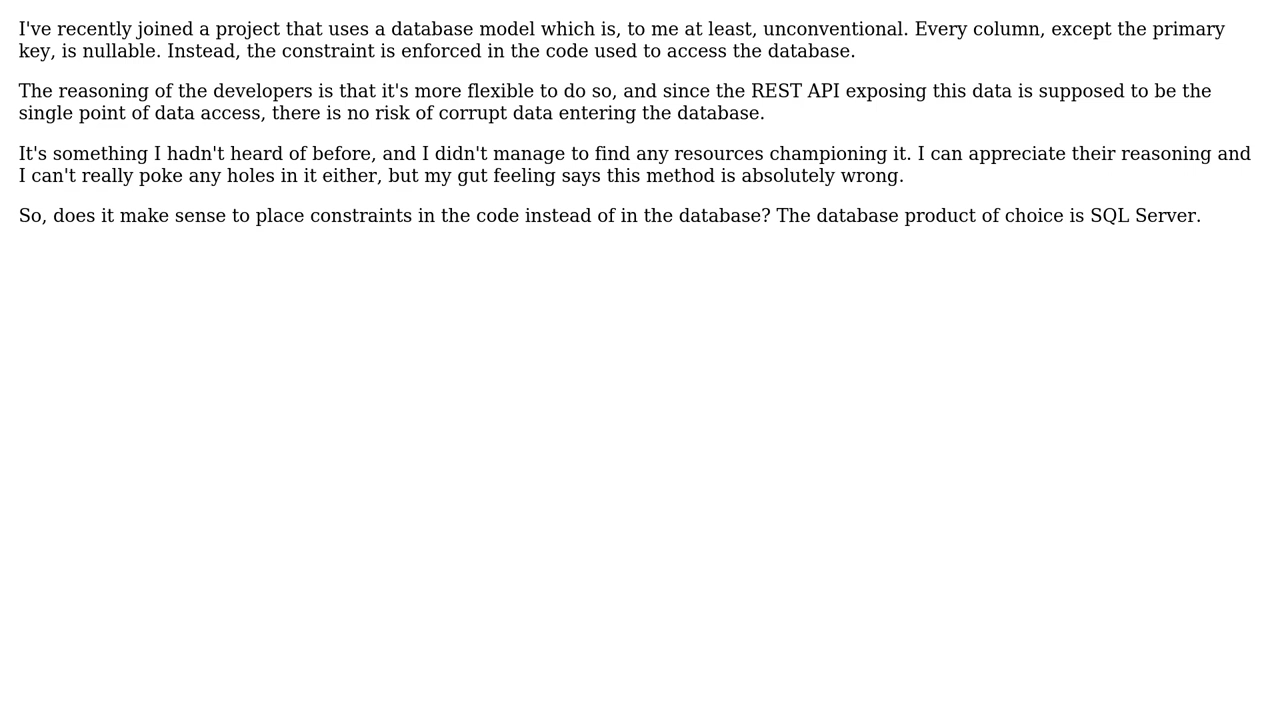 I've recently joined a project that uses a database model which is, to me at least, unconventional. Every column, except the primary
key, is nullable. Instead, the constraint is enforced in the code used to access the database.
The reasoning of the developers is that it's more flexible to do so, and since the REST API exposing this data is supposed to be the
single point of data access, there is no risk of corrupt data entering the database.
It's something I hadn't heard of before, and I didn't manage to find any resources championing it. I can appreciate their reasoning and
I can't really poke any holes in it either, but my gut feeling says this method is absolutely wrong.
So, does it make sense to place constraints in the code instead of in the database? The database product of choice is SQL Server.